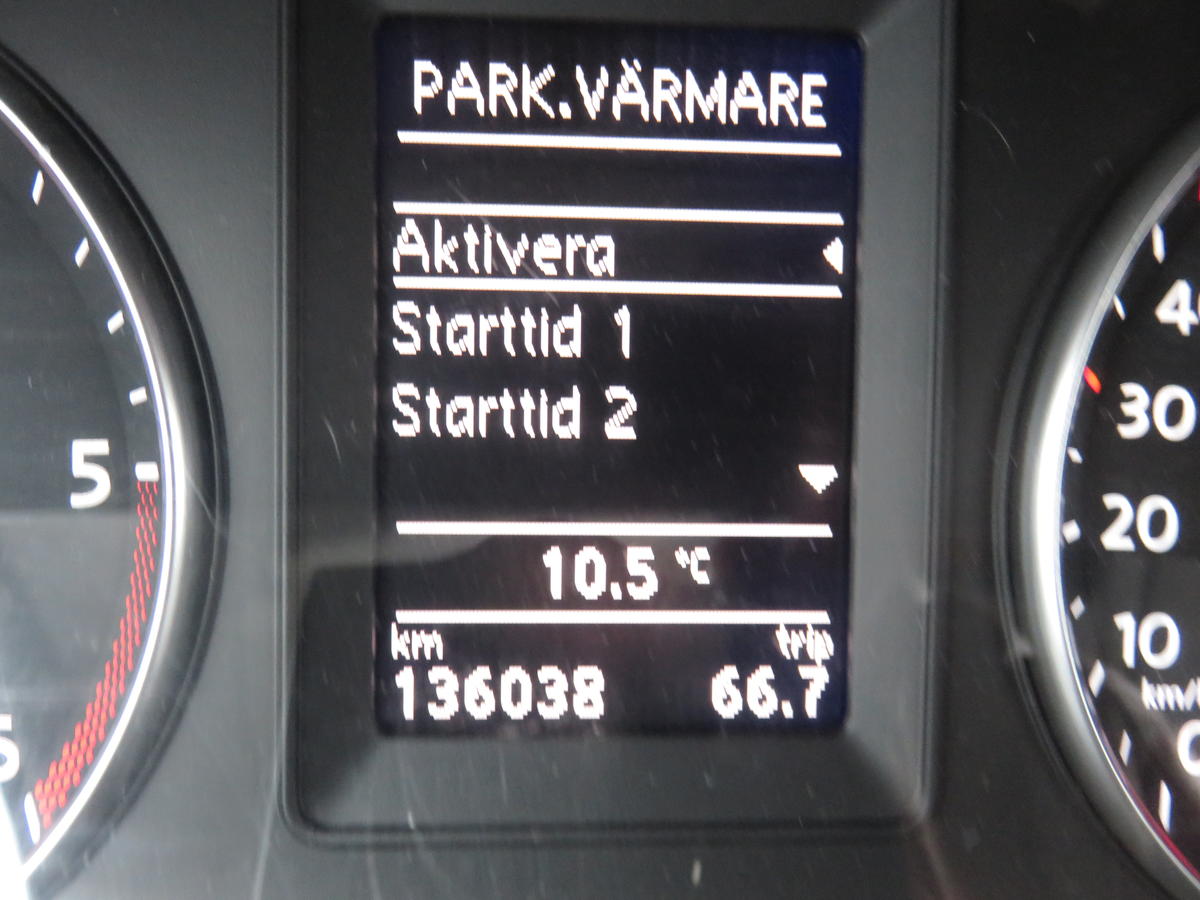 PARK.VÄRMARE
Aktivera
Starttid 1
Starttid 2
10.5 °C
km trip
136038 66.7
5
30
20
10